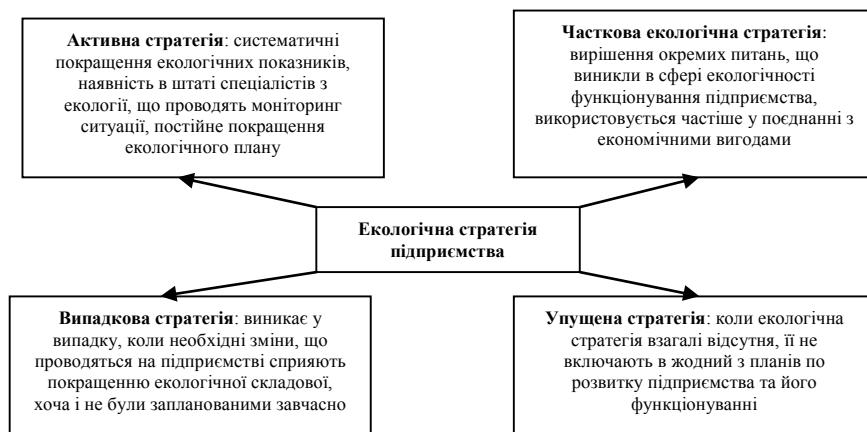 Активна стратегія: систематичні
покращення екологічних показників,
наявність в штаті спеціалістів з
екології, що проводять моніторинг
ситуації, постійне покращення
екологічного плану
Часткова екологічна стратегія:
вирішення окремих питань, що
виникли в сфері екологічності
функціонування підприємства,
використовується частіше у поєднанні з
економічними вигодами
Екологічна стратегія
підприємства
Випадкова стратегія: виникає у
випадку, коли необхідні зміни, що
проводяться на підприємстві сприяють
покращенню екологічної складової,
хоча і не були запланованими завчасно
Упущена стратегія: коли екологічна
стратегія взагалі відсутня, її не
включають в жодний з планів по
розвитку підприємства та його
функціонуванні